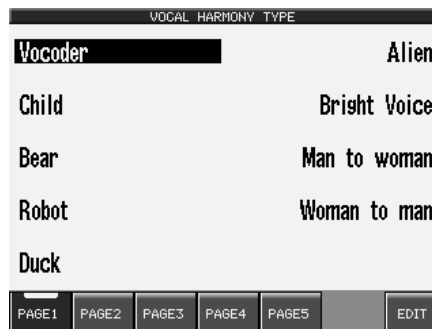 VOCAL HARMONY TYPE
Vocoder Alien
Child Bright Voice
Bear Man to woman
Robot Woman to man
Duck
PAGE1 PAGE2 PAGE3 PAGE4 PAGE5 EDIT